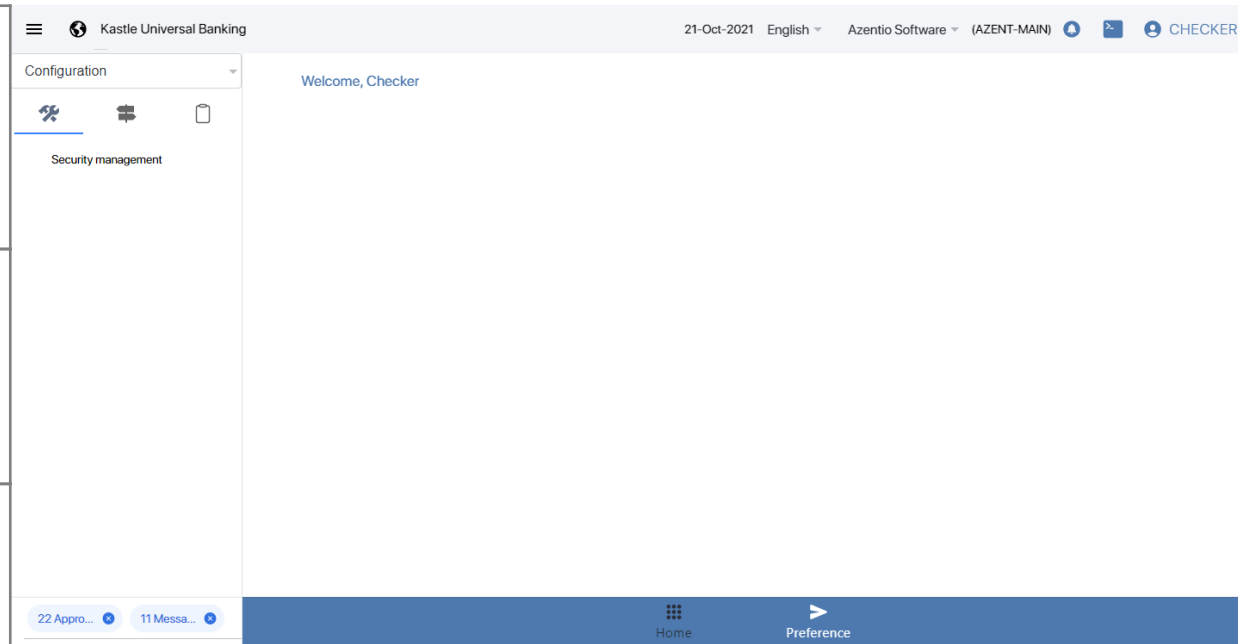 Kastle Universal Banking
21-Oct-2021 English Azentio Software (AZENT-MAIN) CHECKER
Configuration
Welcome, Checker
Security management
22 Appro... 11 Messa...
Home Preference